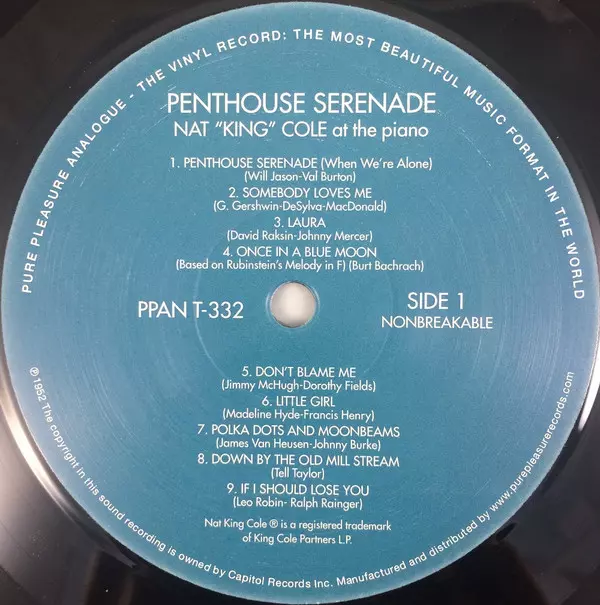 PURE PLEASURE ANALOGUE - THE VINYL RECORD: THE MOST BEAUTIFUL MUSIC FORMAT IN THE WORLD
PENTHOUSE SERENADE
NAT "KING" COLE at the piano
1. PENTHOUSE SERENADE (When We're Alone)
(Will Jason-Val Burton)
2. SOMEBODY LOVES ME
(G. Gershwin-DeSylva-MacDonald)
3. LAURA
(David Raksin-Johnny Mercer)
4. ONCE IN A BLUE MOON
(Based on Rubinstein's Melody in F) (Burt Bachrach)
PPAN T-332
SIDE 1
NONBREAKABLE
5. DON'T BLAME ME
(Jimmy McHugh-Dorothy Fields)
6. LITTLE GIRL
(Madeline Hyde-Francis Henry)
7. POLKA DOTS AND MOONBEAMS
(James Van Heusen-Johnny Burke)
8. DOWN BY THE OLD MILL STREAM
(Tell Taylor)
9. IF I SHOULD LOSE YOU
(Leo Robin- Ralph Rainger)
Nat King Cole ® is a registered trademark
of King Cole Partners L.P.
℗ 1952 The copyright in this sound recording is owned by Capitol Records Inc. Manufactured and distributed by www.purepleasurerecords.com